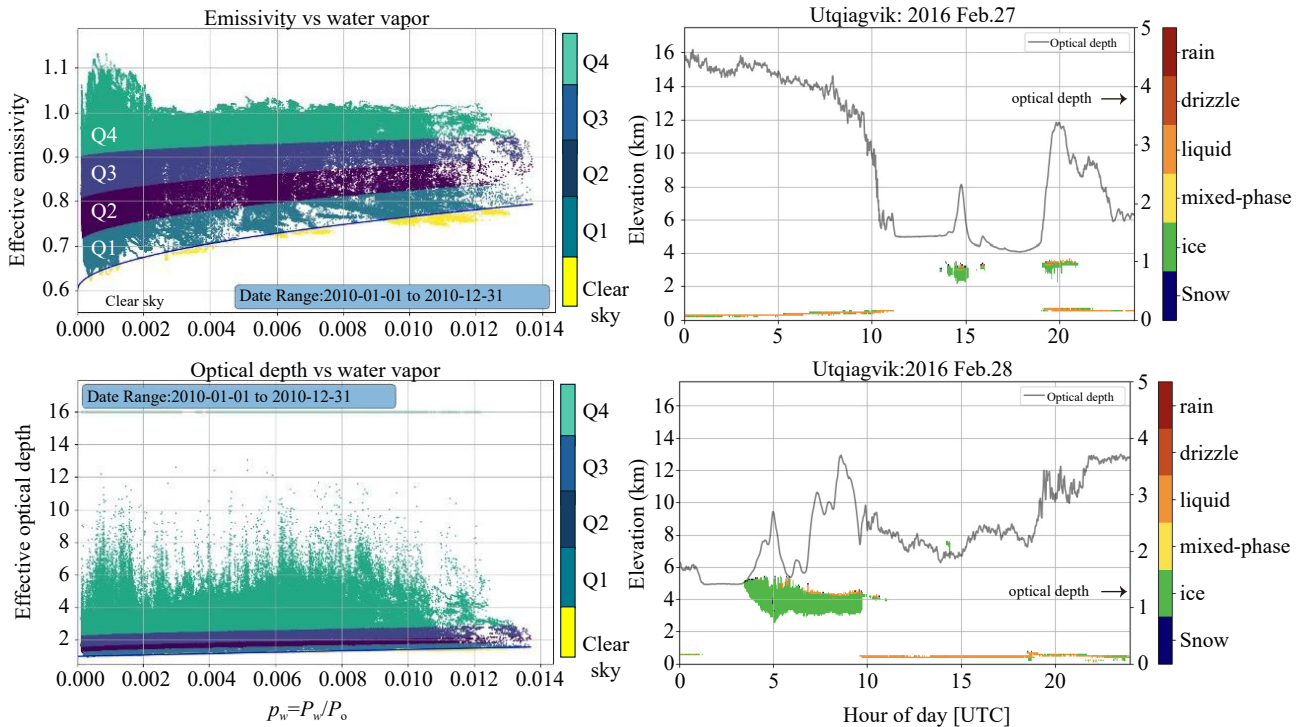 Emissivity vs water vapor
Effective emissivity
1.1
1.0
0.9
0.8
0.7
0.6
Q4
Q3
Q2
Q1
Clear sky
Date Range:2010-01-01 to 2010-12-31
0.000
0.002
0.004
0.006
0.008
0.010
0.012
0.014
Q4
Q3
Q2
Q1
Clear
sky
Utqiagvik: 2016 Feb.27
Elevation (km)
16
14
12
10
8
6
4
2
0
Optical depth
optical depth →
0
5
10
15
20
5
4
3
2
1
0
rain
drizzle
liquid
mixed-phase
ice
Snow
Optical depth vs water vapor
Effective optical depth
Date Range:2010-01-01 to 2010-12-31
16
14
12
10
8
6
4
2
0.000
0.002
0.004
0.006
0.008
0.010
0.012
0.014
p_w=P_w/P_o
Q4
Q3
Q2
Q1
Clear
sky
Utqiagvik:2016 Feb.28
Elevation (km)
16
14
12
10
8
6
4
2
0
Optical depth
optical depth →
0
5
10
15
20
Hour of day [UTC]
5
4
3
2
1
0
rain
drizzle
liquid
mixed-phase
ice
Snow